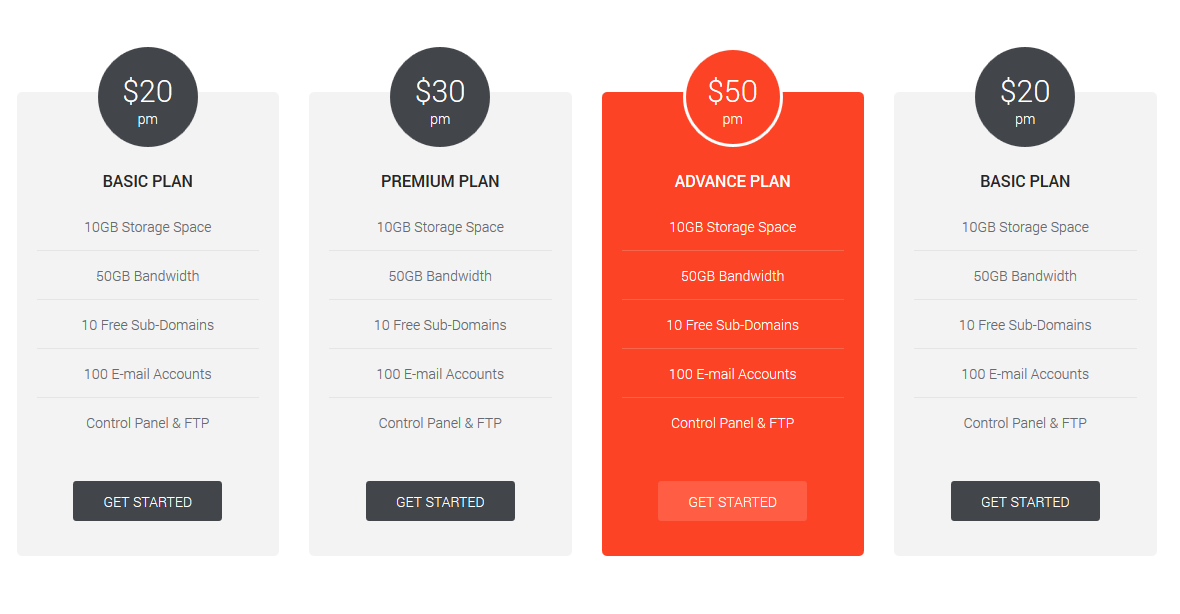 $20
pm
BASIC PLAN
10GB Storage Space
50GB Bandwidth
10 Free Sub-Domains
100 E-mail Accounts
Control Panel & FTP
GET STARTED
$30
pm
PREMIUM PLAN
10GB Storage Space
50GB Bandwidth
10 Free Sub-Domains
100 E-mail Accounts
Control Panel & FTP
GET STARTED
$50
pm
ADVANCE PLAN
10GB Storage Space
50GB Bandwidth
10 Free Sub-Domains
100 E-mail Accounts
Control Panel & FTP
GET STARTED
$20
pm
BASIC PLAN
10GB Storage Space
50GB Bandwidth
10 Free Sub-Domains
100 E-mail Accounts
Control Panel & FTP
GET STARTED